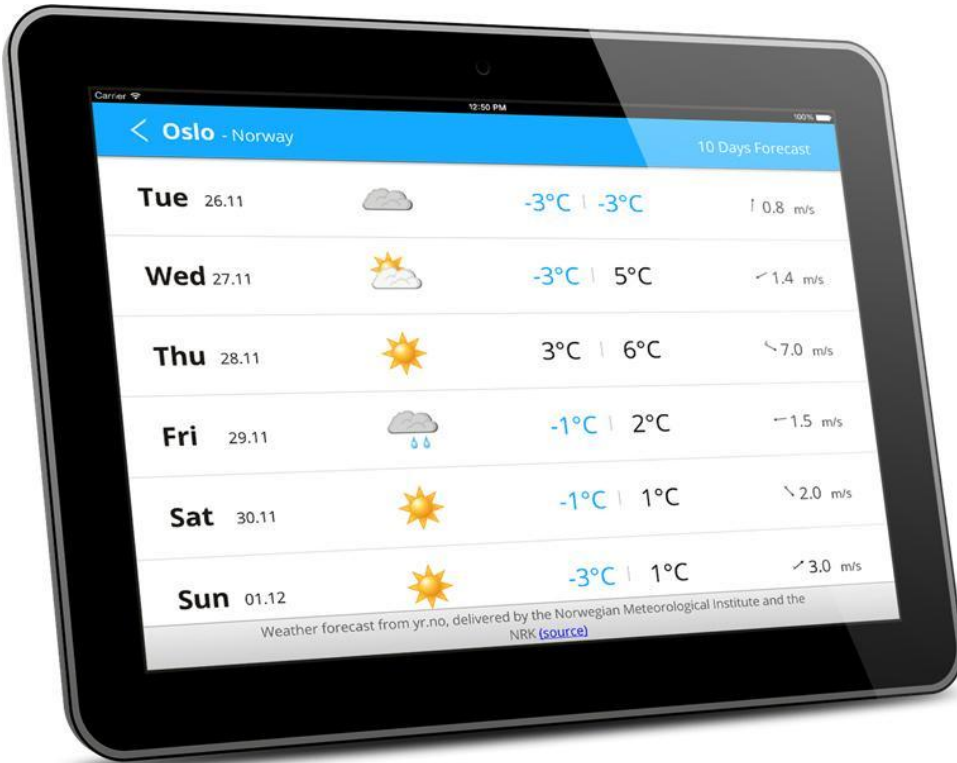 Carrier 12:50 PM 100%
< Oslo - Norway 10 Days Forecast
Tue 26.11 -3°C | -3°C 0.8 m/s
Wed 27.11 -3°C | 5°C 1.4 m/s
Thu 28.11 3°C | 6°C 7.0 m/s
Fri 29.11 -1°C | 2°C 1.5 m/s
Sat 30.11 -1°C | 1°C 2.0 m/s
Sun 01.12 -3°C | 1°C 3.0 m/s
Weather forecast from yr.no, delivered by the Norwegian Meteorological Institute and the
NRK (source)